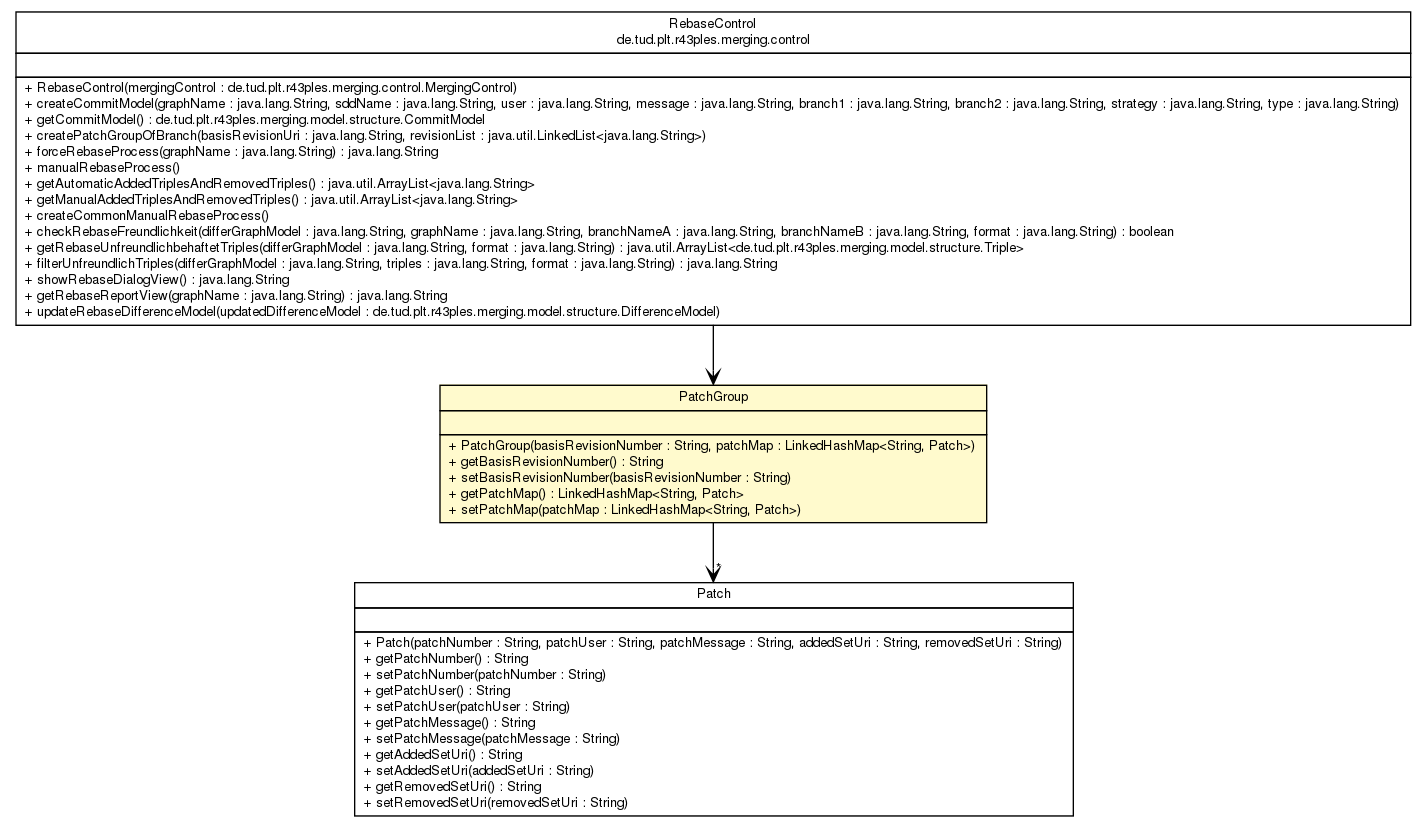 RebaseControl
de.tud.plt.r43ples.merging.control
+ RebaseControl(mergingControl : de.tud.plt.r43ples.merging.control.MergingControl)
+ createCommitModel(graphName : java.lang.String, sddName : java.lang.String, user : java.lang.String, message : java.lang.String, branch1 : java.lang.String, branch2 : java.lang.String, strategy : java.lang.String, type : java.lang.String)
+ getCommitModel() : de.tud.plt.r43ples.merging.model.structure.CommitModel
+ createPatchGroupOfBranch(basisRevisionUri : java.lang.String, revisionList : java.util.LinkedList<java.lang.String>)
+ forceRebaseProcess(graphName : java.lang.String) : java.lang.String
+ manualRebaseProcess()
+ getAutomaticAddedTriplesAndRemovedTriples() : java.util.ArrayList<java.lang.String>
+ getManualAddedTriplesAndRemovedTriples() : java.util.ArrayList<java.lang.String>
+ createCommonManualRebaseProcess()
+ checkRebaseFreundlichkeit(differGraphModel : java.lang.String, graphName : java.lang.String, branchNameA : java.lang.String, branchNameB : java.lang.String, format : java.lang.String) : boolean
+ getRebaseUnfreundlichbehaftetTriples(differGraphModel : java.lang.String, format : java.lang.String) : java.util.ArrayList<de.tud.plt.r43ples.merging.model.structure.Triple>
+ filterUnfreundlichTriples(differGraphModel : java.lang.String, triples : java.lang.String, format : java.lang.String) : java.lang.String
+ showRebaseDialogView() : java.lang.String
+ getRebaseReportView(graphName : java.lang.String) : java.lang.String
+ updateRebaseDifferenceModel(updatedDifferenceModel : de.tud.plt.r43ples.merging.model.structure.DifferenceModel)
PatchGroup
+ PatchGroup(basisRevisionNumber : String, patchMap : LinkedHashMap<String, Patch>)
+ getBasisRevisionNumber() : String
+ setBasisRevisionNumber(basisRevisionNumber : String)
+ getPatchMap() : LinkedHashMap<String, Patch>
+ setPatchMap(patchMap : LinkedHashMap<String, Patch>)
*
Patch
+ Patch(patchNumber : String, patchUser : String, patchMessage : String, addedSetUri : String, removedSetUri : String)
+ getPatchNumber() : String
+ setPatchNumber(patchNumber : String)
+ getPatchUser() : String
+ setPatchUser(patchUser : String)
+ getPatchMessage() : String
+ setPatchMessage(patchMessage : String)
+ getAddedSetUri() : String
+ setAddedSetUri(addedSetUri : String)
+ getRemovedSetUri() : String
+ setRemovedSetUri(removedSetUri : String)